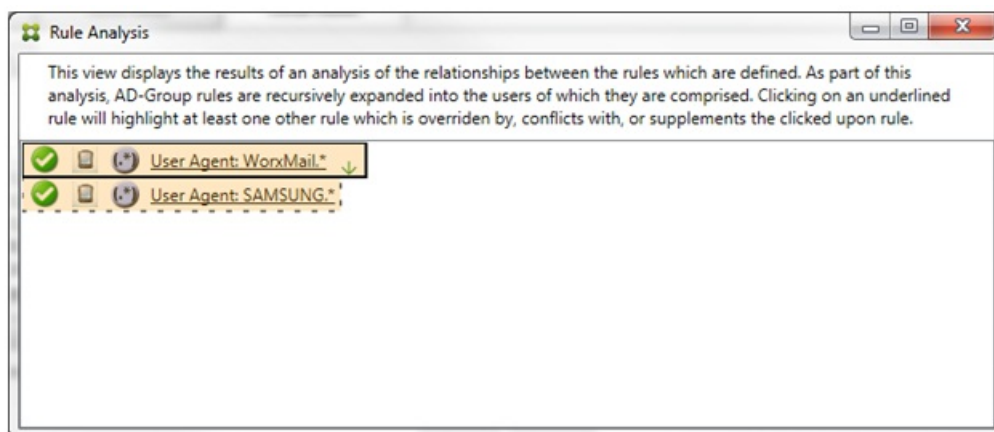 Rule Analysis
This view displays the results of an analysis of the relationships between the rules which are defined. As part of this
analysis, AD-Group rules are recursively expanded into the users of which they are comprised. Clicking on an underlined
rule will highlight at least one other rule which is overriden by, conflicts with, or supplements the clicked upon rule.
(.*) User Agent: WorxMail.*
(.*) User Agent: SAMSUNG.*